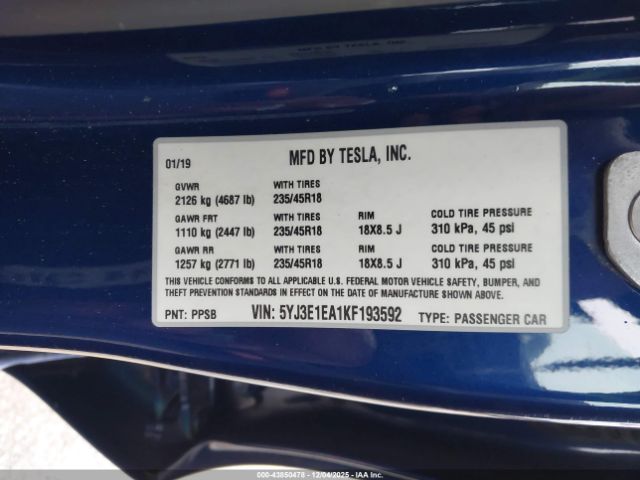 01/19 MFD BY TESLA, INC.
GVWR WITH TIRES
2126 kg (4687 lb) 235/45R18
GAWR FRT WITH TIRES RIM COLD TIRE PRESSURE
1110 kg (2447 lb) 235/45R18 18X8.5 J 310 kPa, 45 psi
GAWR RR WITH TIRES RIM COLD TIRE PRESSURE
1257 kg (2771 lb) 235/45R18 18X8.5 J 310 kPa, 45 psi
THIS VEHICLE CONFORMS TO ALL APPLICABLE U.S. FEDERAL MOTOR VEHICLE SAFETY, BUMPER, AND
THEFT PREVENTION STANDARDS IN EFFECT ON THE DATE OF MANUFACTURE SHOWN ABOVE.
PNT: PPSB VIN: 5YJ3E1EA1KF193592 TYPE: PASSENGER CAR
000-43850478 - 12/04/2025 - IAAI.COM